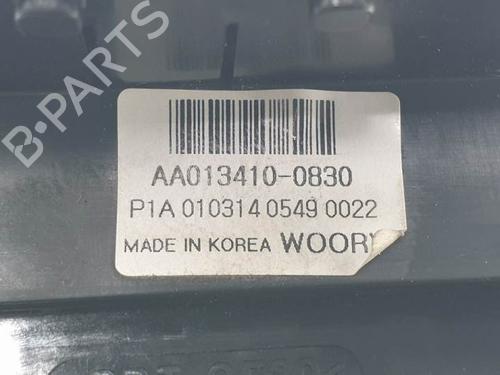 B-PARTS
AA013410-0830
P1A 010314 0549 0022
MADE IN KOREA WOORY